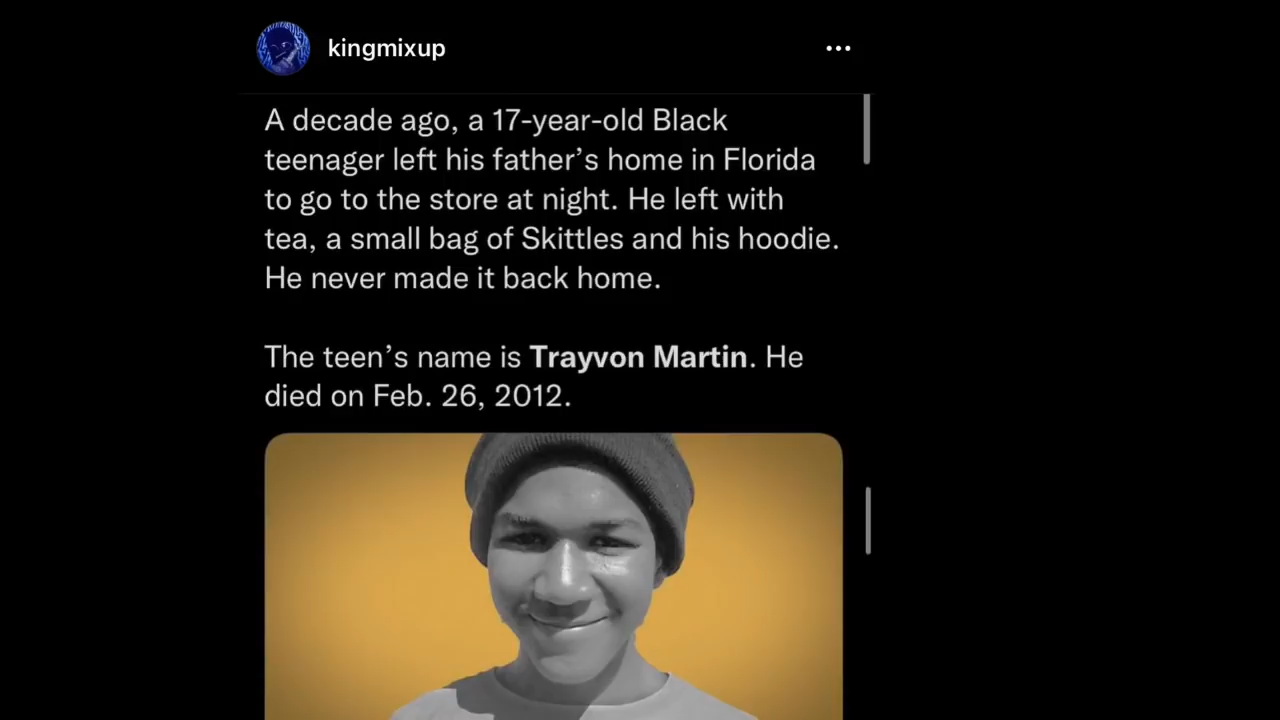 kingmixup
A decade ago, a 17-year-old Black
teenager left his father’s home in Florida
to go to the store at night. He left with
tea, a small bag of Skittles and his hoodie.
He never made it back home.
The teen’s name is Trayvon Martin. He
died on Feb. 26, 2012.